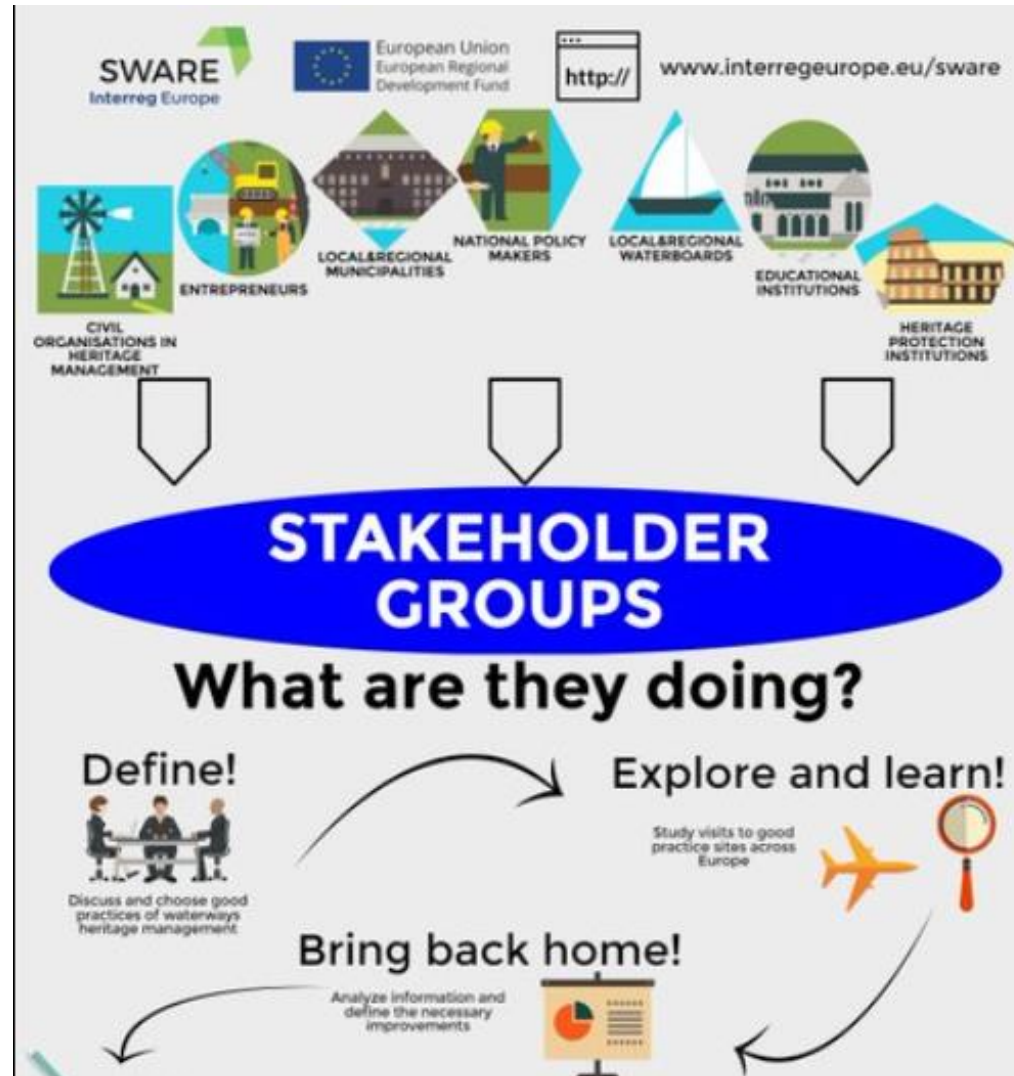 SWARE
Interreg Europe
European Union
European Regional
Development Fund
http://
www.interregeurope.eu/sware
CIVIL
ORGANISATIONS IN
HERITAGE
MANAGEMENT
ENTREPRENEURS
LOCAL&REGIONAL
MUNICIPALITIES
NATIONAL POLICY
MAKERS
LOCAL&REGIONAL
WATERBOARDS
EDUCATIONAL
INSTITUTIONS
HERITAGE
PROTECTION
INSTITUTIONS
STAKEHOLDER
GROUPS
What are they doing?
Define!
Discuss and choose good
practices of waterways
heritage management
Explore and learn!
Study visits to good
practice sites across
Europe
Bring back home!
Analyze information and
define the necessary
improvements